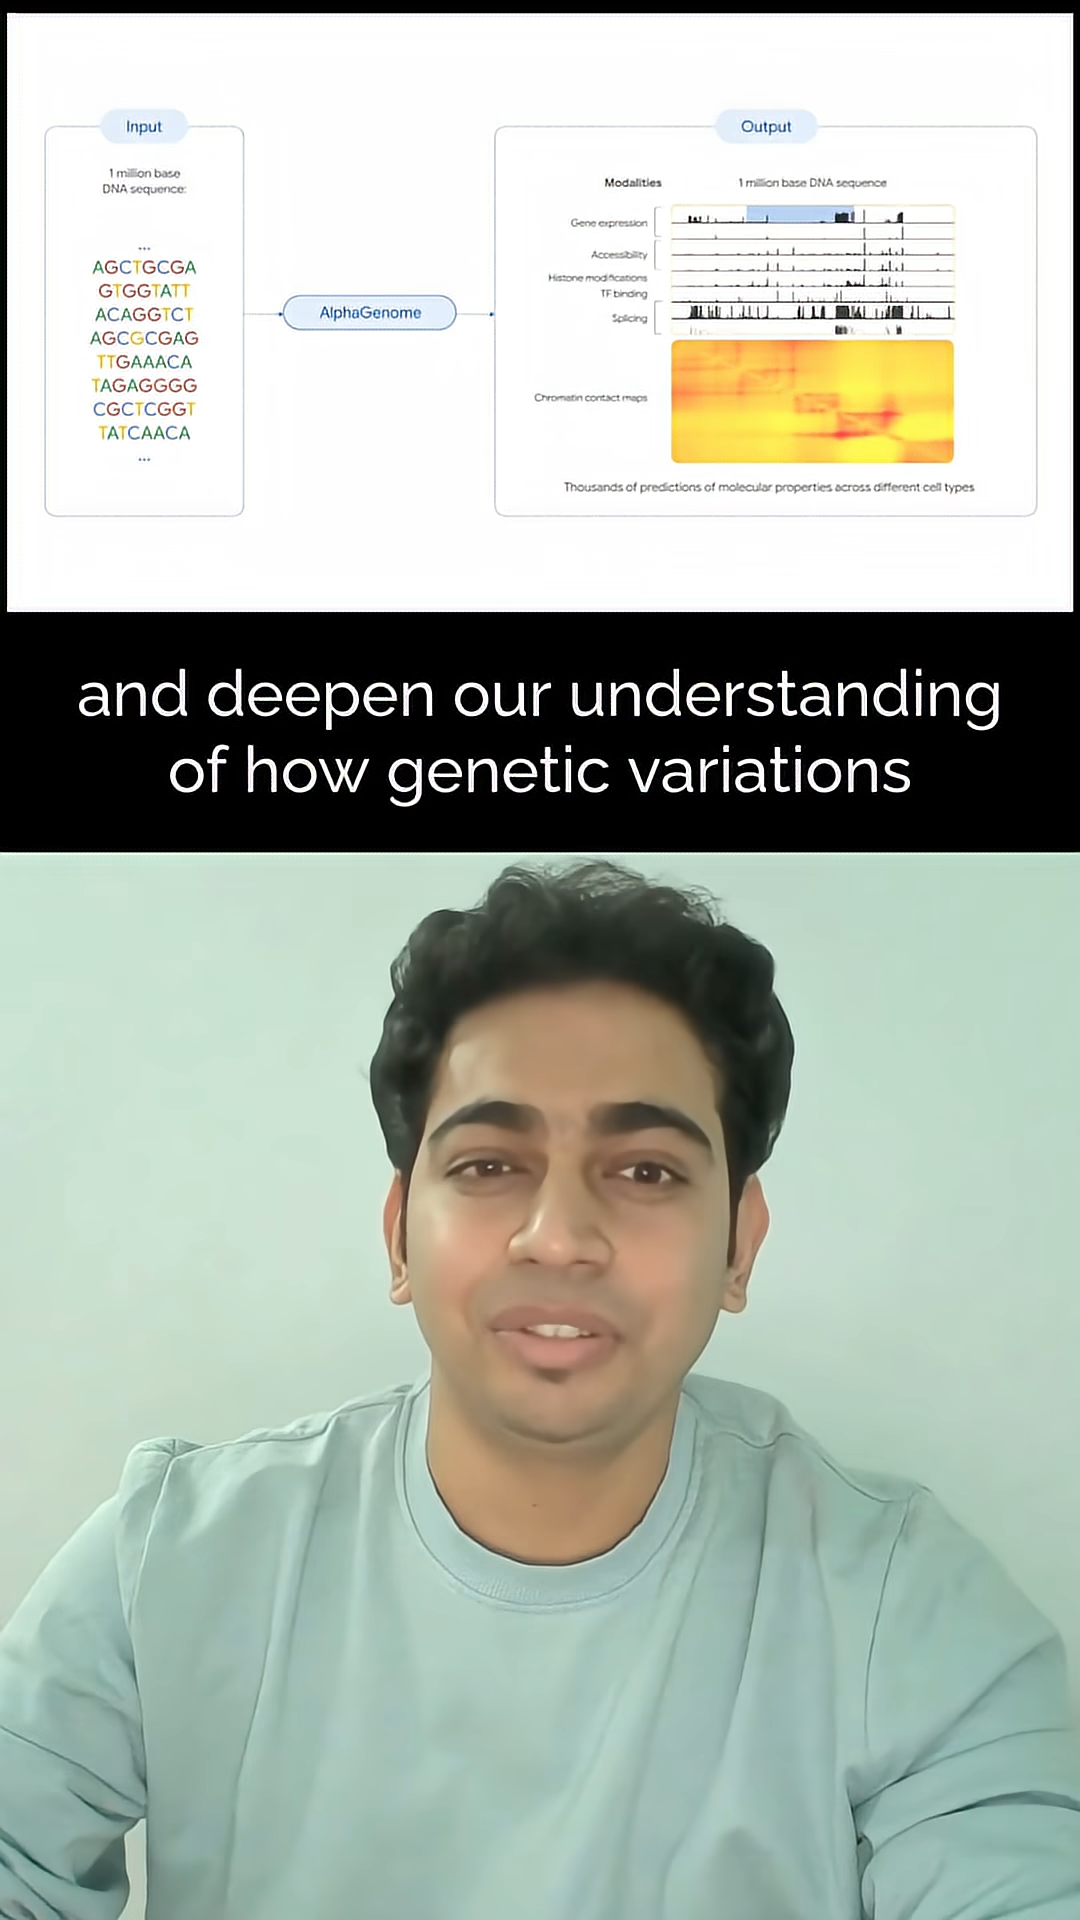 Input
1 million base
DNA sequence:
...
AGCTGCGA
GTGGTATT
ACAGGTCT
AGCGCGAG
TTGAAACA
TAGAGGGG
CGCTCGGT
TATCAACA
...
AlphaGenome
Output
Modalities
1 million base DNA sequence
Gene expression
Accessibility
Histone modifications
TF binding
Splicing
Chromatin contact maps
Thousands of predictions of molecular properties across different cell types
and deepen our understanding
of how genetic variations